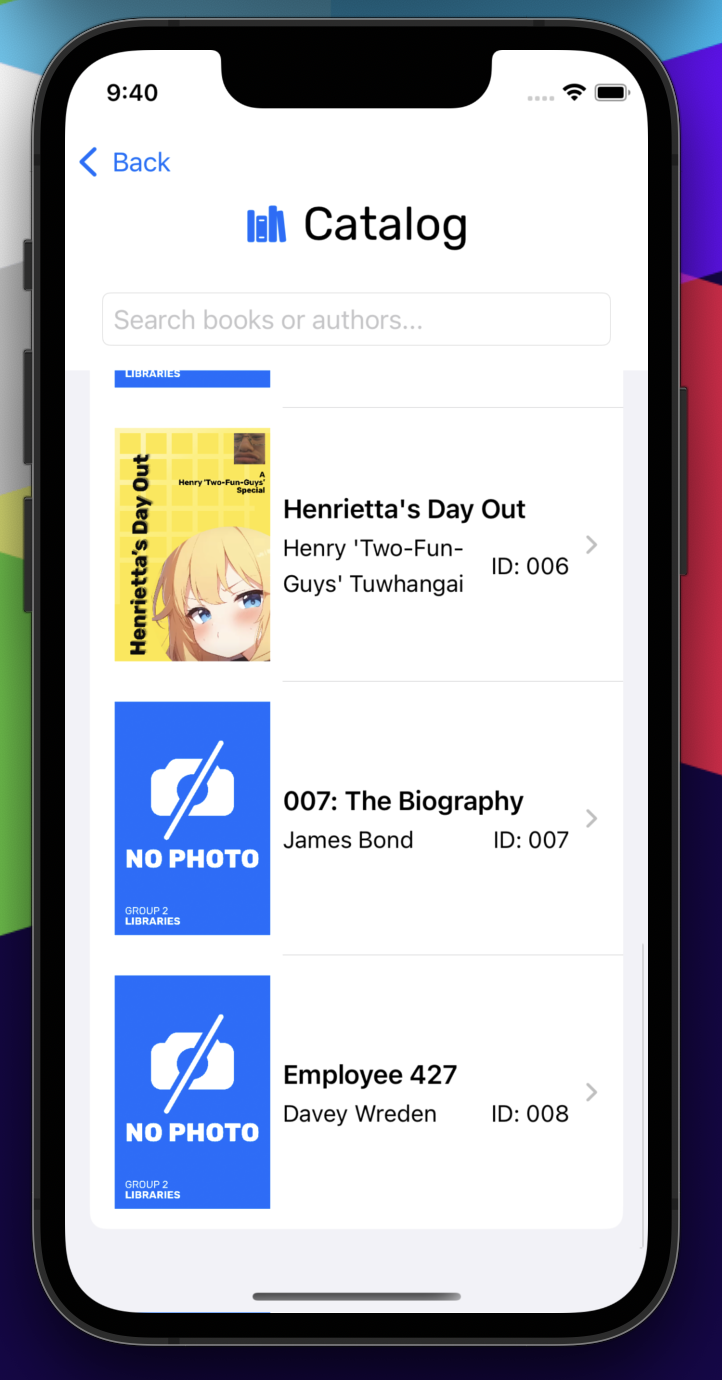 9:40
Back
Catalog
Search books or authors...
LIBRARIES
Henrietta's Day Out
A
Henry 'Two-Fun-Guys'
Special
Henrietta's Day Out
Henry 'Two-Fun-
Guys' Tuwhangai
ID: 006
NO PHOTO
GROUP 2
LIBRARIES
007: The Biography
James Bond
ID: 007
NO PHOTO
GROUP 2
LIBRARIES
Employee 427
Davey Wreden
ID: 008